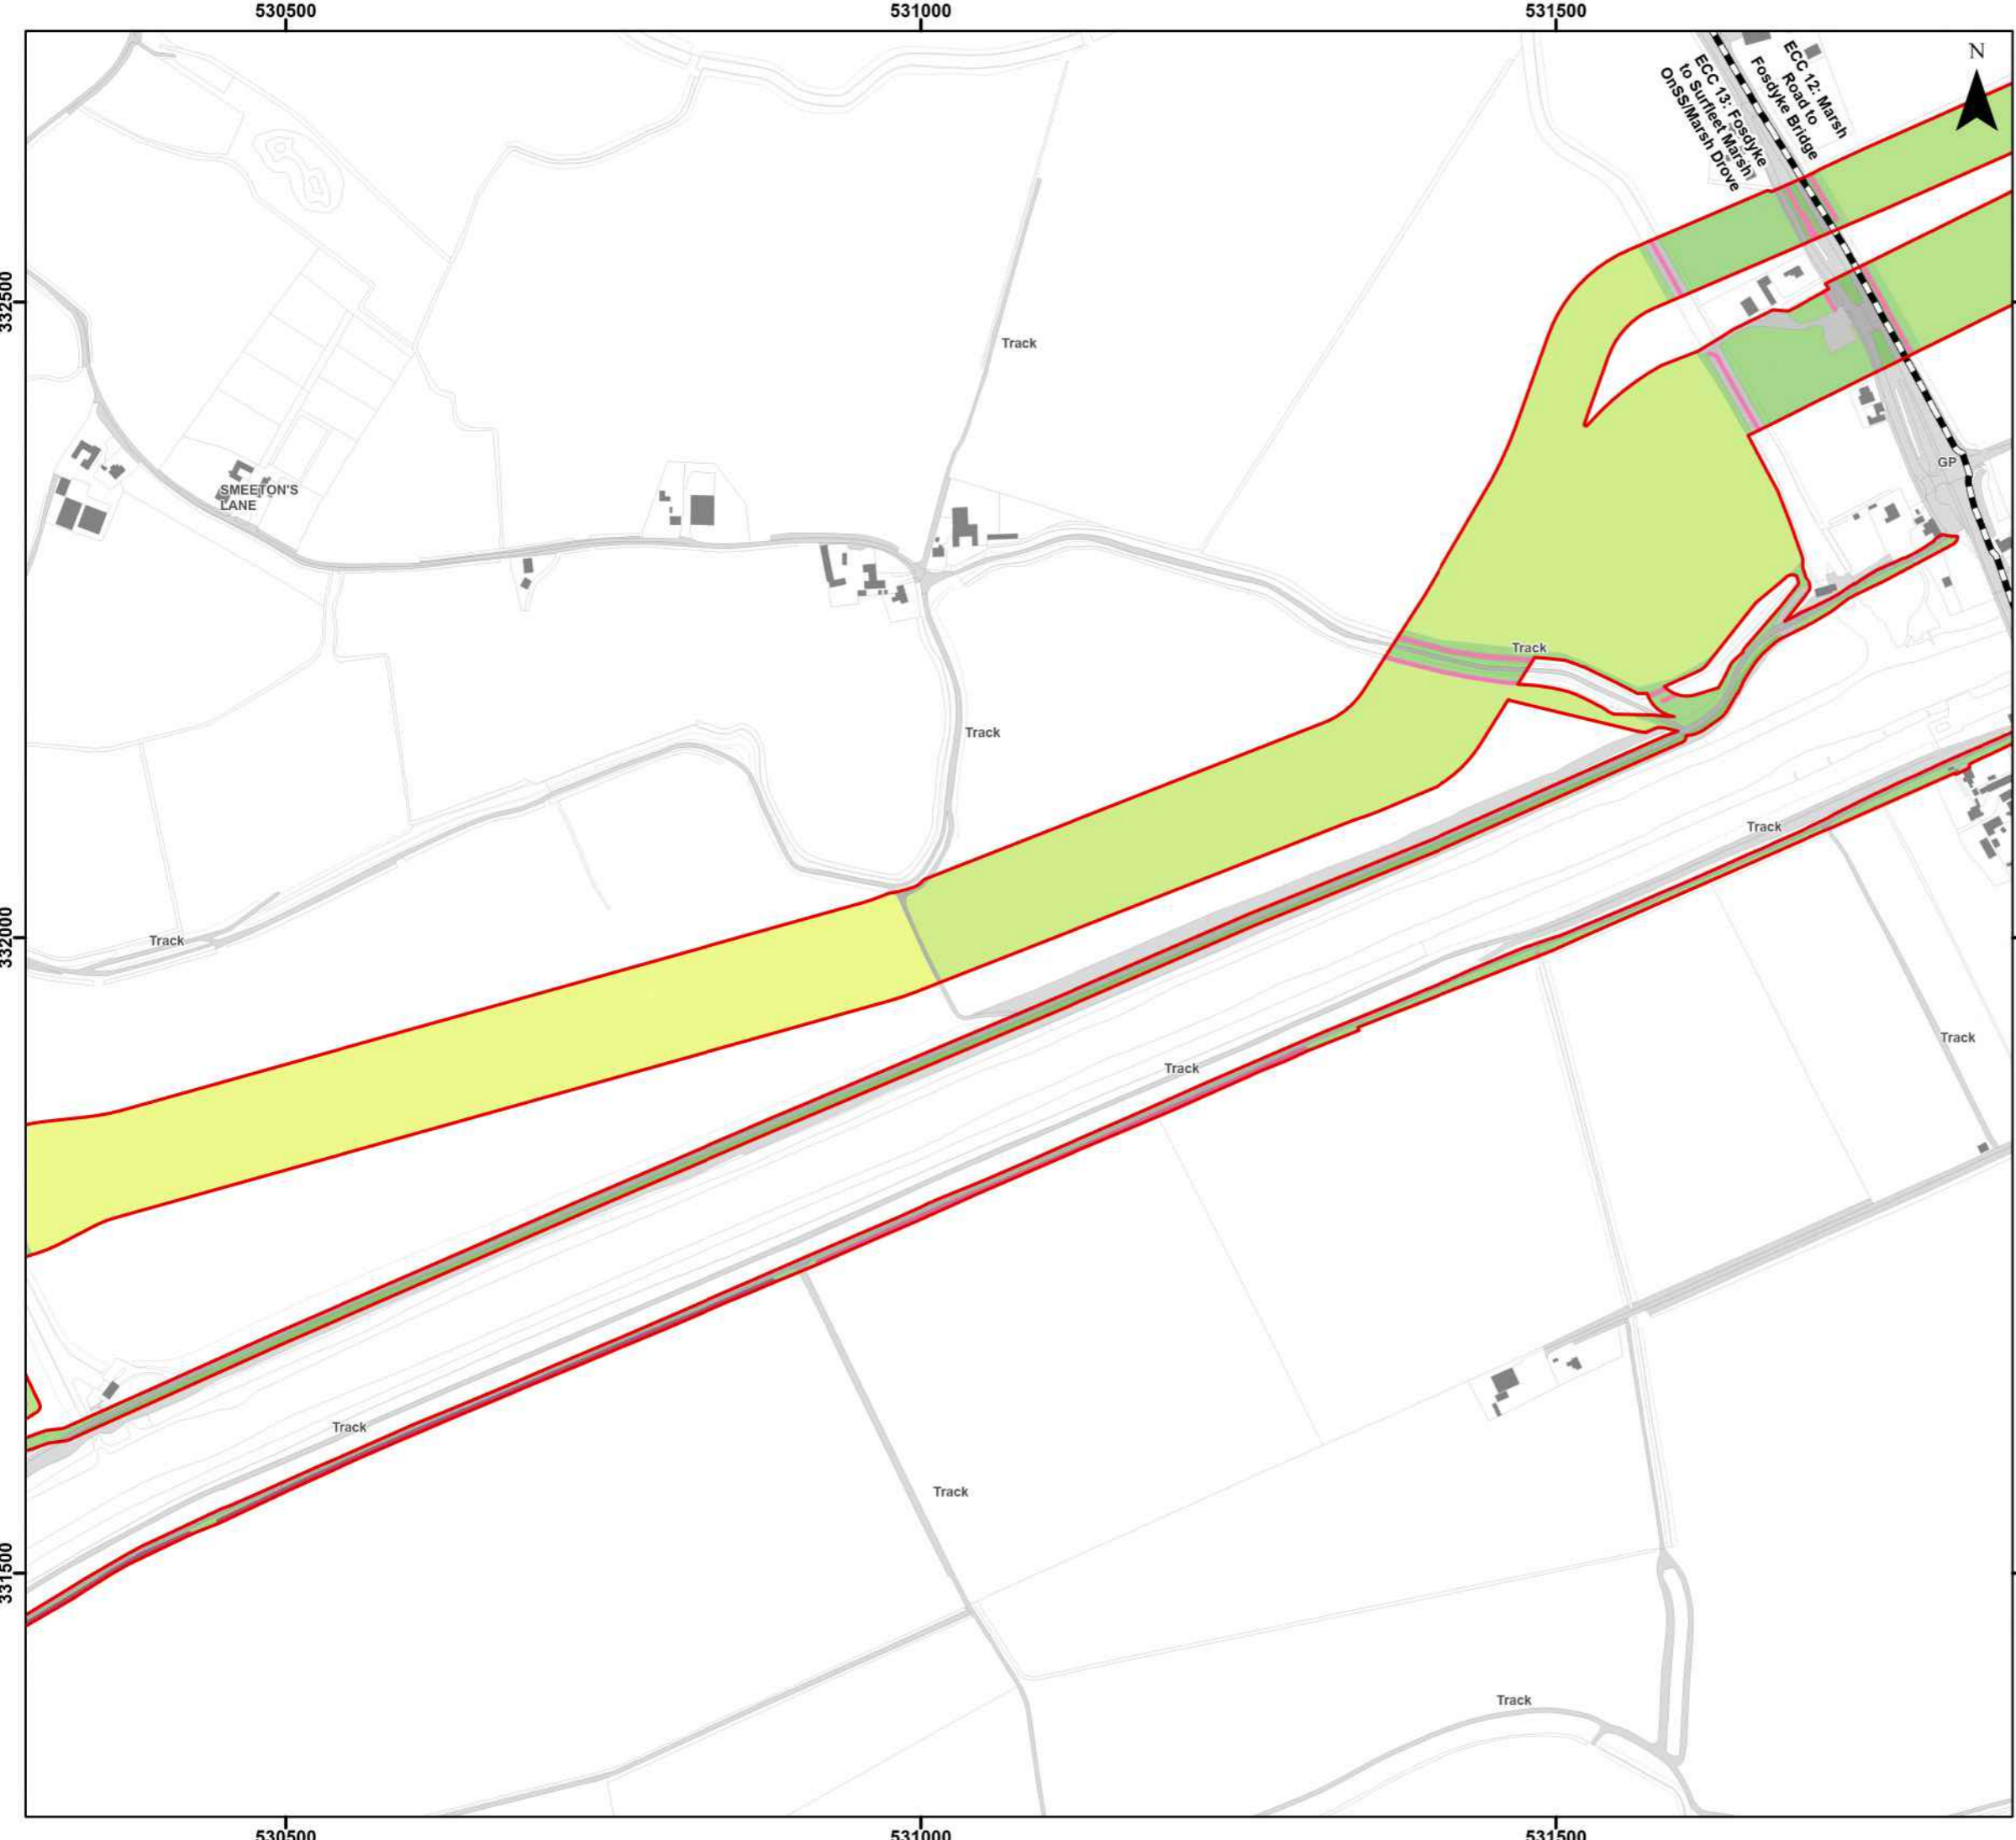 530500
531000
531500
N
ECC 12: Marsh
Road to
Fosdyke Bridge
ECC 13: Fosdyke
to Surfleet Marsh
OnSS/Marsh Drove
332500
Track
GP
SMEETON'S
LANE
Track
Track
Track
332000
Track
Track
Track
Track
Track
331500
Track
530500
531000
531500